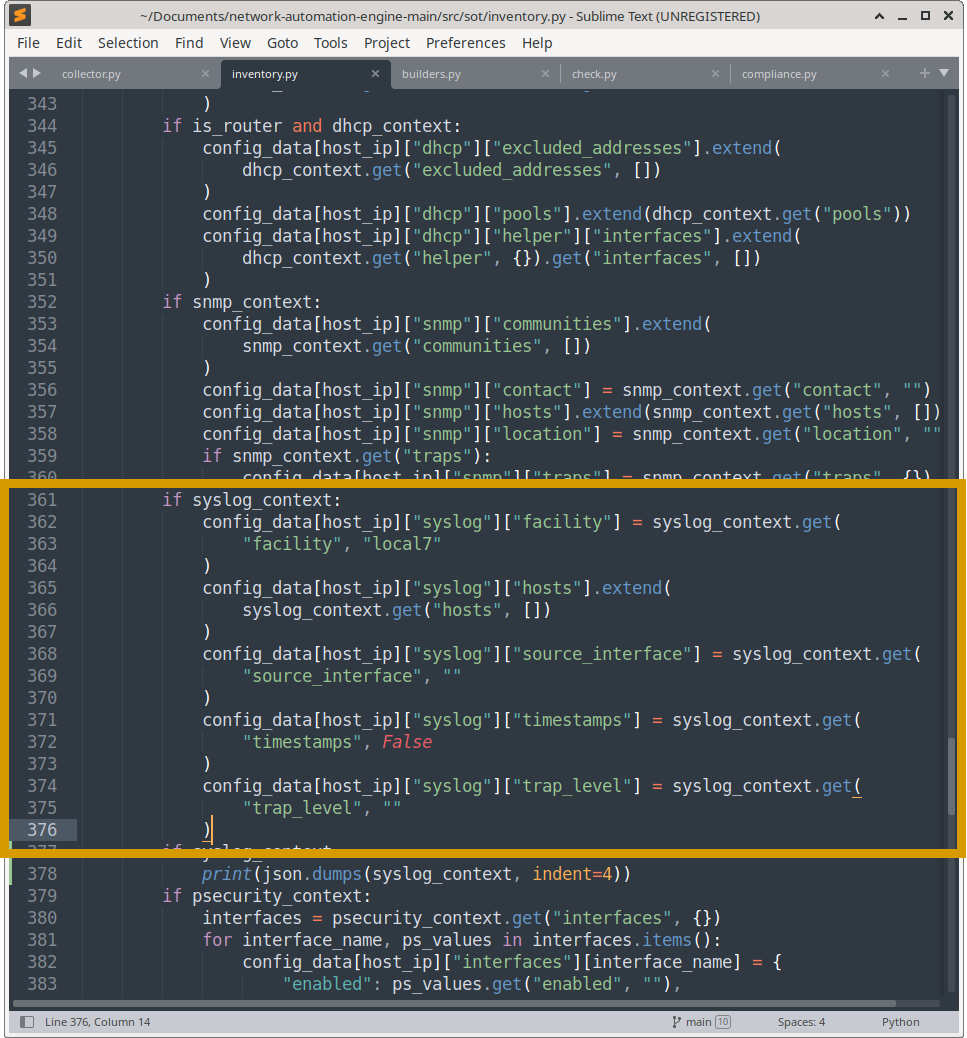 ~/Documents/network-automation-engine-main/src/sot/inventory.py - Sublime Text (UNREGISTERED)
File Edit Selection Find View Goto Tools Project Preferences Help
collector.py × inventory.py × builders.py × check.py × compliance.py ×
343 )
344 if is_router and dhcp_context:
345 config_data[host_ip]["dhcp"]["excluded_addresses"].extend(
346 dhcp_context.get("excluded_addresses", [])
347 )
348 config_data[host_ip]["dhcp"]["pools"].extend(dhcp_context.get("pools"))
349 config_data[host_ip]["dhcp"]["helper"]["interfaces"].extend(
350 dhcp_context.get("helper", {}).get("interfaces", [])
351 )
352 if snmp_context:
353 config_data[host_ip]["snmp"]["communities"].extend(
354 snmp_context.get("communities", [])
355 )
356 config_data[host_ip]["snmp"]["contact"] = snmp_context.get("contact", "")
357 config_data[host_ip]["snmp"]["hosts"].extend(snmp_context.get("hosts", [])
358 config_data[host_ip]["snmp"]["location"] = snmp_context.get("location", ""
359 if snmp_context.get("traps"):
360 config_data[host_ip]["snmp"]["traps"] = snmp_context.get("traps", {})
361 if syslog_context:
362 config_data[host_ip]["syslog"]["facility"] = syslog_context.get(
363 "facility", "local7"
364 )
365 config_data[host_ip]["syslog"]["hosts"].extend(
366 syslog_context.get("hosts", [])
367 )
368 config_data[host_ip]["syslog"]["source_interface"] = syslog_context.get(
369 "source_interface", ""
370 )
371 config_data[host_ip]["syslog"]["timestamps"] = syslog_context.get(
372 "timestamps", False
373 )
374 config_data[host_ip]["syslog"]["trap_level"] = syslog_context.get(
375 "trap_level", ""
376 )
377 if syslog_context
378 print(json.dumps(syslog_context, indent=4))
379 if psecurity_context:
380 interfaces = psecurity_context.get("interfaces", {})
381 for interface_name, ps_values in interfaces.items():
382 config_data[host_ip]["interfaces"][interface_name] = {
383 "enabled": ps_values.get("enabled", ""),
Line 376, Column 14 main 10 Spaces: 4 Python